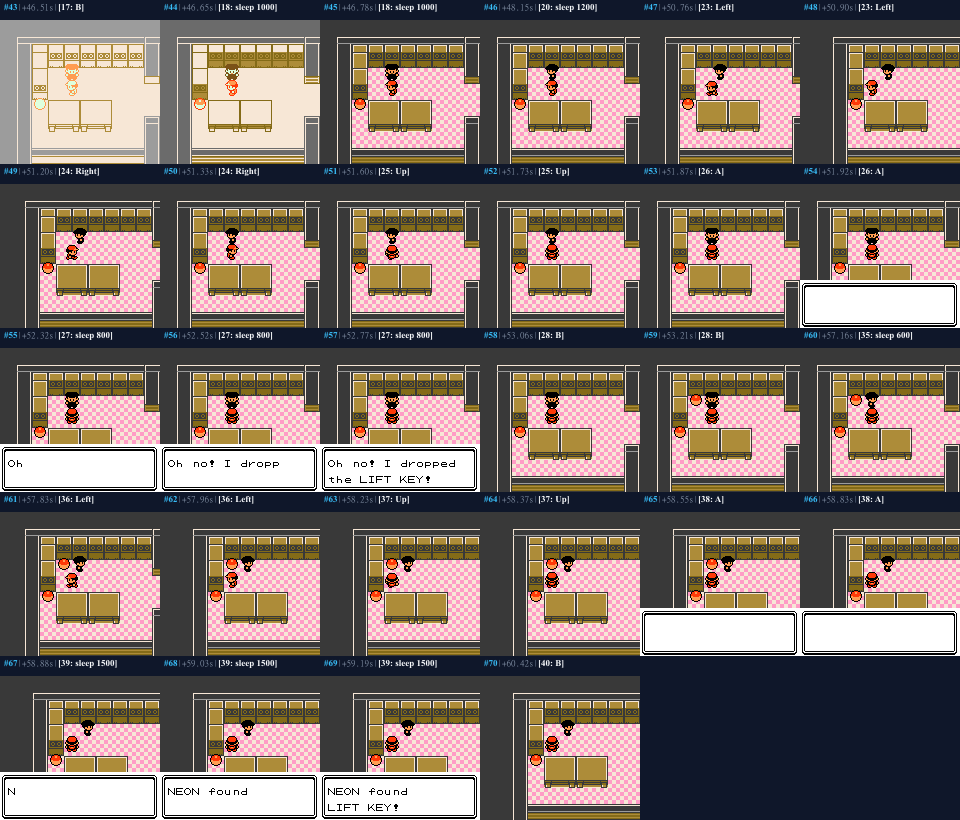 #43|+46.51s| [17: B]
#44|+46.65s| [18: sleep 1000]
#45|+46.78s| [18: sleep 1000]
#46|+48.15s| [20: sleep 1200]
#47|+50.76s| [23: Left]
#48|+50.90s| [23: Left]
#49|+51.20s| [24: Right]
#50|+51.33s| [24: Right]
#51|+51.60s| [25: Up]
#52|+51.73s| [25: Up]
#53|+51.87s| [26: A]
#54|+51.92s| [26: A]
#55|+52.32s| [27: sleep 800]
#56|+52.52s| [27: sleep 800]
#57|+52.77s| [27: sleep 800]
#58|+53.06s| [28: B]
#59|+53.21s| [28: B]
#60|+57.16s| [35: sleep 600]
Oh
Oh no! I dropp
Oh no! I dropped
the LIFT KEY!
#61|+57.83s| [36: Left]
#62|+57.96s| [36: Left]
#63|+58.23s| [37: Up]
#64|+58.37s| [37: Up]
#65|+58.55s| [38: A]
#66|+58.83s| [38: A]
#67|+58.88s| [39: sleep 1500]
#68|+59.03s| [39: sleep 1500]
#69|+59.19s| [39: sleep 1500]
#70|+60.42s| [40: B]
N
NEON found
NEON found
LIFT KEY!